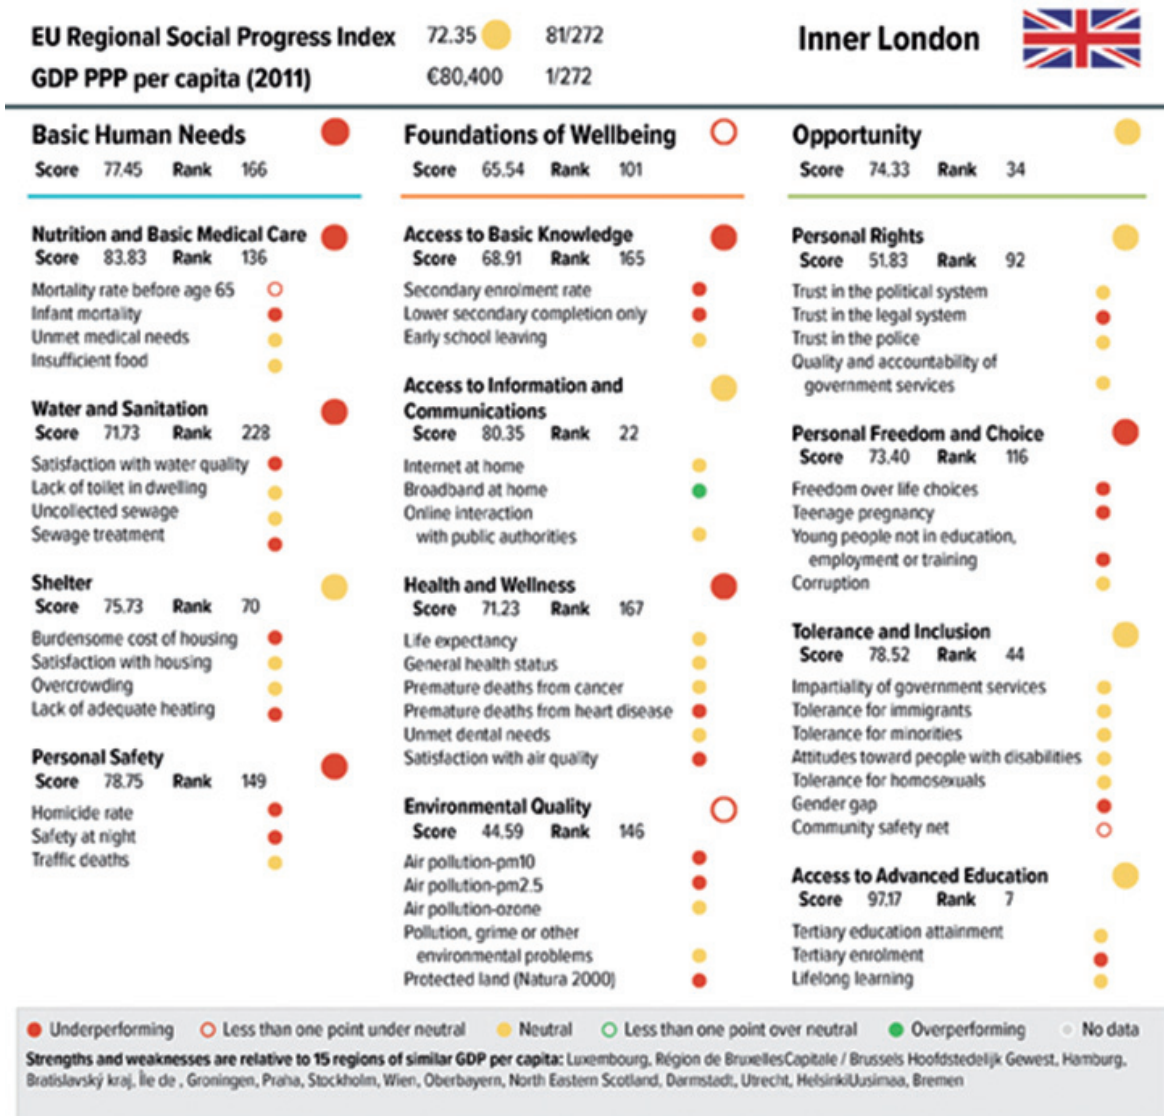 EU Regional Social Progress Index 72.35 81/272
GDP PPP per capita (2011) €80,400 1/272
Inner London
Basic Human Needs
Score 77.45 Rank 166
Nutrition and Basic Medical Care
Score 83.83 Rank 136
Mortality rate before age 65
Infant mortality
Unmet medical needs
Insufficient food
Water and Sanitation
Score 71.73 Rank 228
Satisfaction with water quality
Lack of toilet in dwelling
Uncollected sewage
Sewage treatment
Shelter
Score 75.73 Rank 70
Burdensome cost of housing
Satisfaction with housing
Overcrowding
Lack of adequate heating
Personal Safety
Score 78.75 Rank 149
Homicide rate
Safety at night
Traffic deaths
Foundations of Wellbeing
Score 65.54 Rank 101
Access to Basic Knowledge
Score 68.91 Rank 165
Secondary enrolment rate
Lower secondary completion only
Early school leaving
Access to Information and
Communications
Score 80.35 Rank 22
Internet at home
Broadband at home
Online interaction
with public authorities
Health and Wellness
Score 71.23 Rank 167
Life expectancy
General health status
Premature deaths from cancer
Premature deaths from heart disease
Unmet dental needs
Satisfaction with air quality
Environmental Quality
Score 44.59 Rank 146
Air pollution-pm10
Air pollution-pm2.5
Air pollution-ozone
Pollution, grime or other
environmental problems
Protected land (Natura 2000)
Opportunity
Score 74.33 Rank 34
Personal Rights
Score 51.83 Rank 92
Trust in the political system
Trust in the legal system
Trust in the police
Quality and accountability of
government services
Personal Freedom and Choice
Score 73.40 Rank 116
Freedom over life choices
Teenage pregnancy
Young people not in education,
employment or training
Corruption
Tolerance and Inclusion
Score 78.52 Rank 44
Impartiality of government services
Tolerance for immigrants
Tolerance for minorities
Attitudes toward people with disabilities
Tolerance for homosexuals
Gender gap
Community safety net
Access to Advanced Education
Score 97.17 Rank 7
Tertiary education attainment
Tertiary enrolment
Lifelong learning
Underperforming Less than one point under neutral Neutral Less than one point over neutral Overperforming No data
Strengths and weaknesses are relative to 15 regions of similar GDP per capita: Luxembourg, Région de BruxellesCapitale / Brussels Hoofdstedelijk Gewest, Hamburg,
Bratislavský kraj, Île de , Groningen, Praha, Stockholm, Wien, Oberbayern, North Eastern Scotland, Darmstadt, Utrecht, HelsinkiUusimaa, Bremen